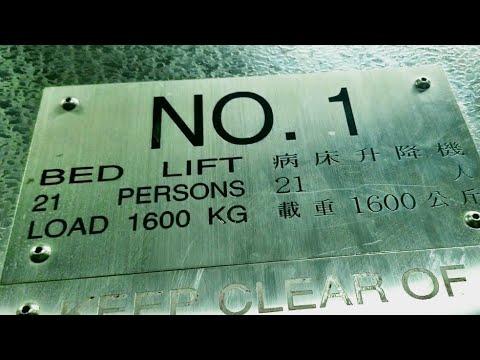 NO. 1
BED LIFT 病床升降機
21 PERSONS 21 人
LOAD 1600 KG 載重 1600 公斤
KEEP CLEAR OF